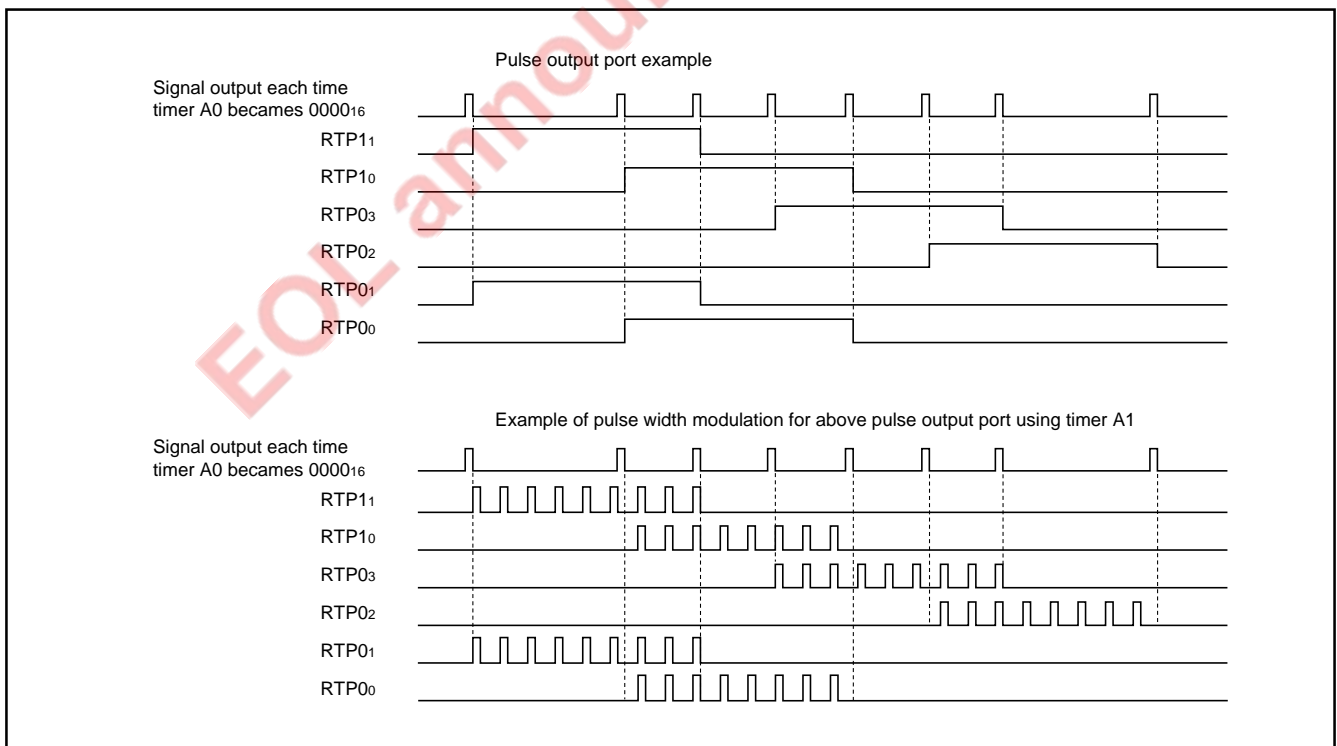 Pulse output port example
Signal output each time
timer A0 becames 0000₁₆
RTP1₁
RTP1₀
RTP0₃
RTP0₂
RTP0₁
RTP0₀
Example of pulse width modulation for above pulse output port using timer A1
Signal output each time
timer A0 becames 0000₁₆
RTP1₁
RTP1₀
RTP0₃
RTP0₂
RTP0₁
RTP0₀
EOL